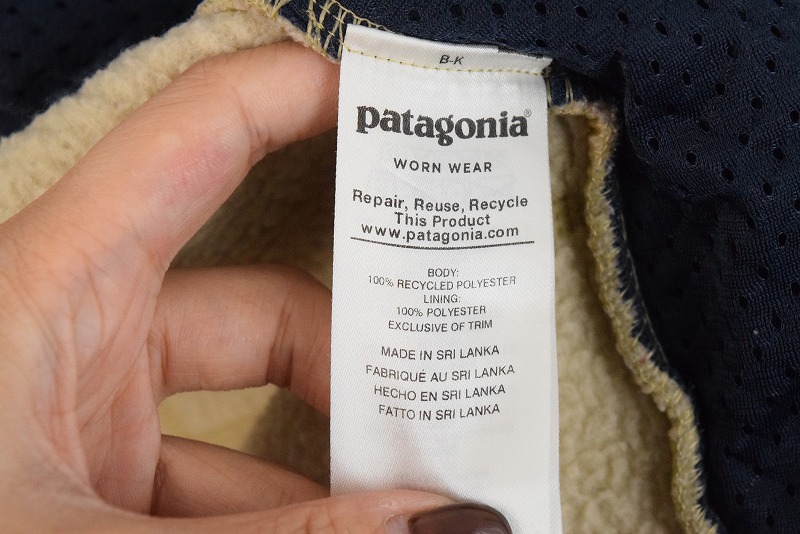 B-K
patagonia®
WORN WEAR
Repair, Reuse, Recycle
This Product
www.patagonia.com
BODY:
100% RECYCLED POLYESTER
LINING:
100% POLYESTER
EXCLUSIVE OF TRIM
MADE IN SRI LANKA
FABRIQUÉ AU SRI LANKA
HECHO EN SRI LANKA
FATTO IN SRI LANKA